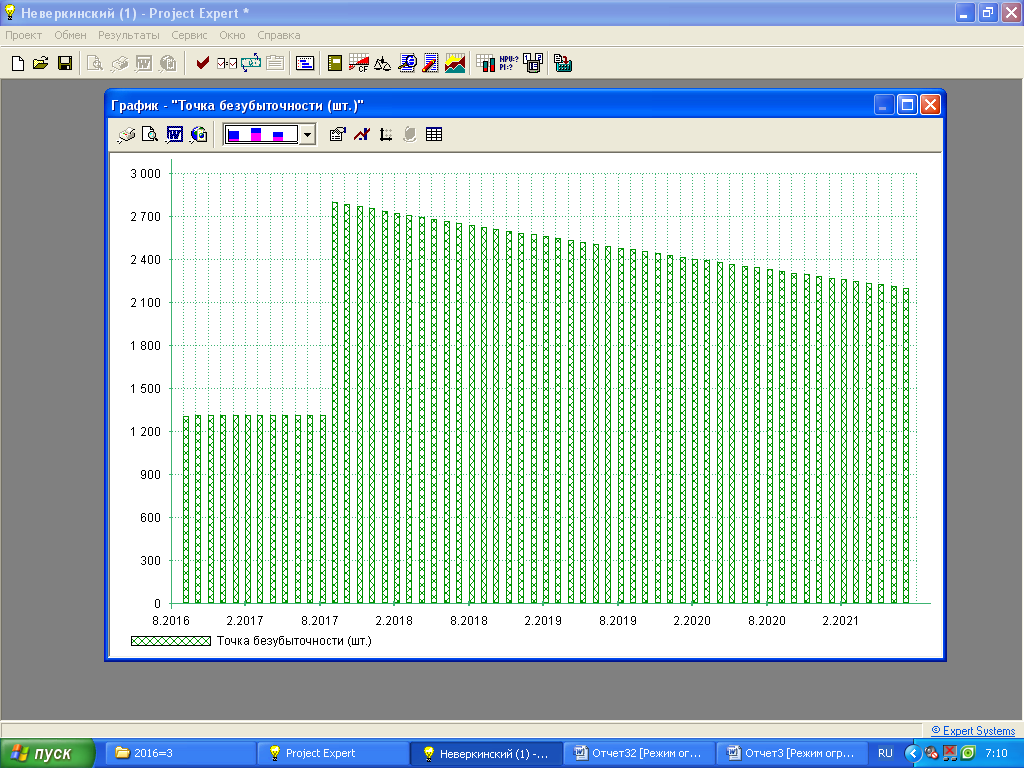 Неверкинский (1) - Project Expert *
Проект Обмен Результаты Сервис Окно Справка
CF NPV:? PI:?
График - "Точка безубыточности (шт.)"
3 000
2 700
2 400
2 100
1 800
1 500
1 200
900
600
300
0
8.2016 2.2017 8.2017 2.2018 8.2018 2.2019 8.2019 2.2020 8.2020 2.2021
Точка безубыточности (шт.)
© Expert Systems
пуск 2016=3 Project Expert Неверкинский (1) -... Отчет32 [Режим ог... Отчет3 [Режим огр... RU 7:10